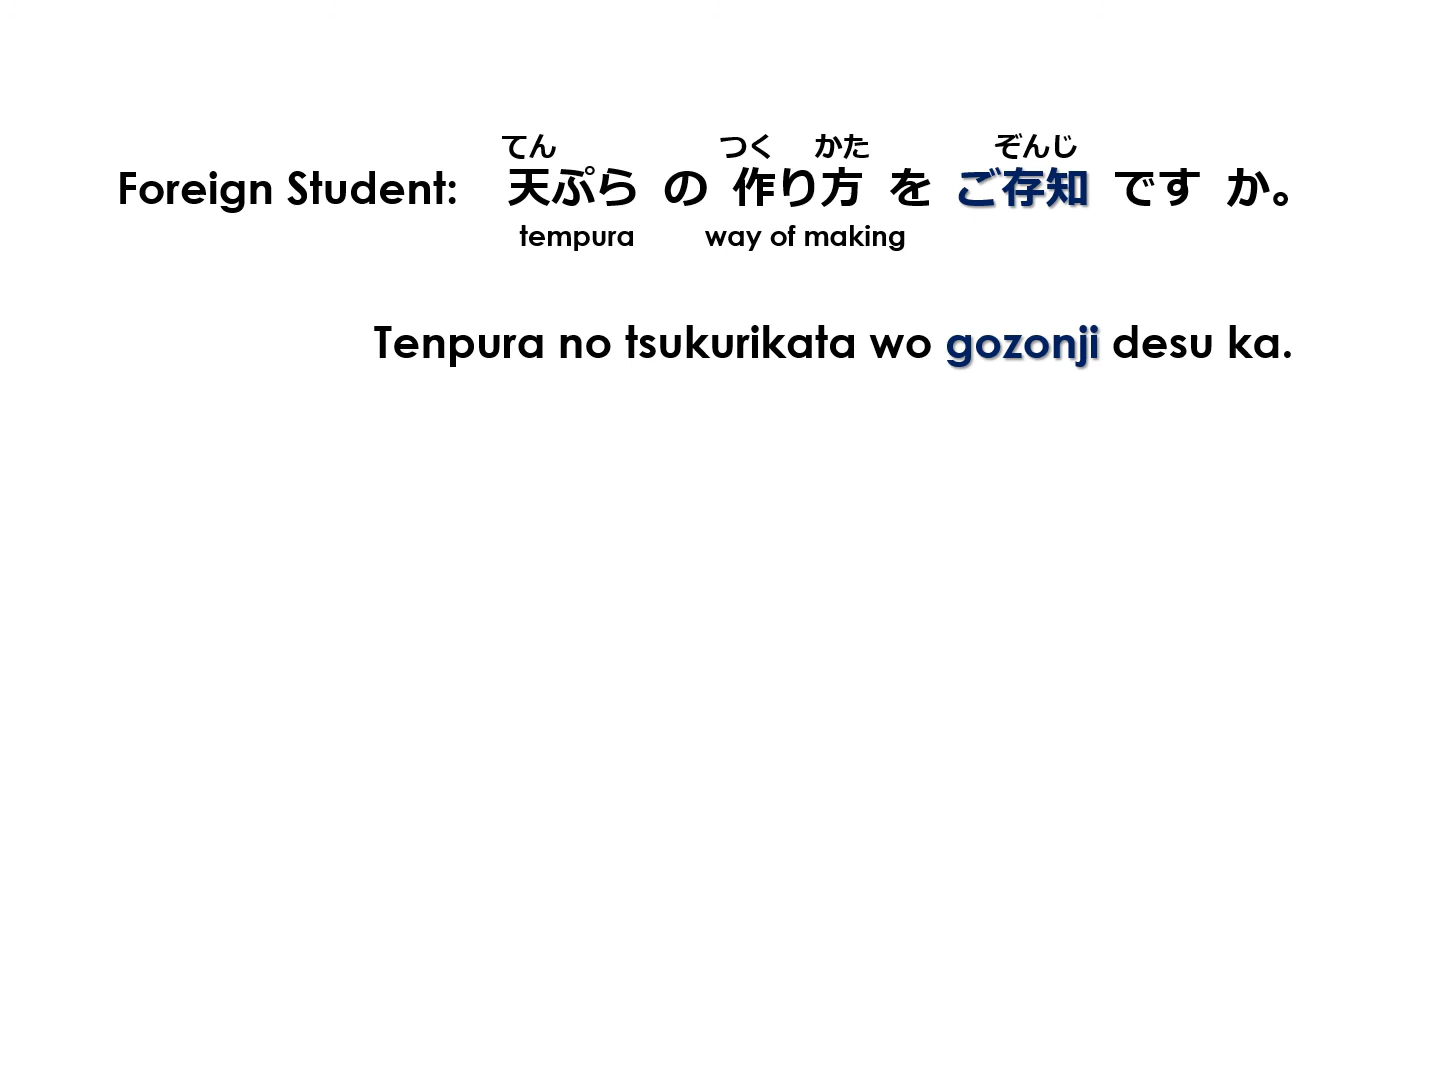 てん つく かた ぞんじ
Foreign Student: 天ぷら の 作り方 を ご存知 です か。
tempura way of making
Tenpura no tsukurikata wo gozonji desu ka.